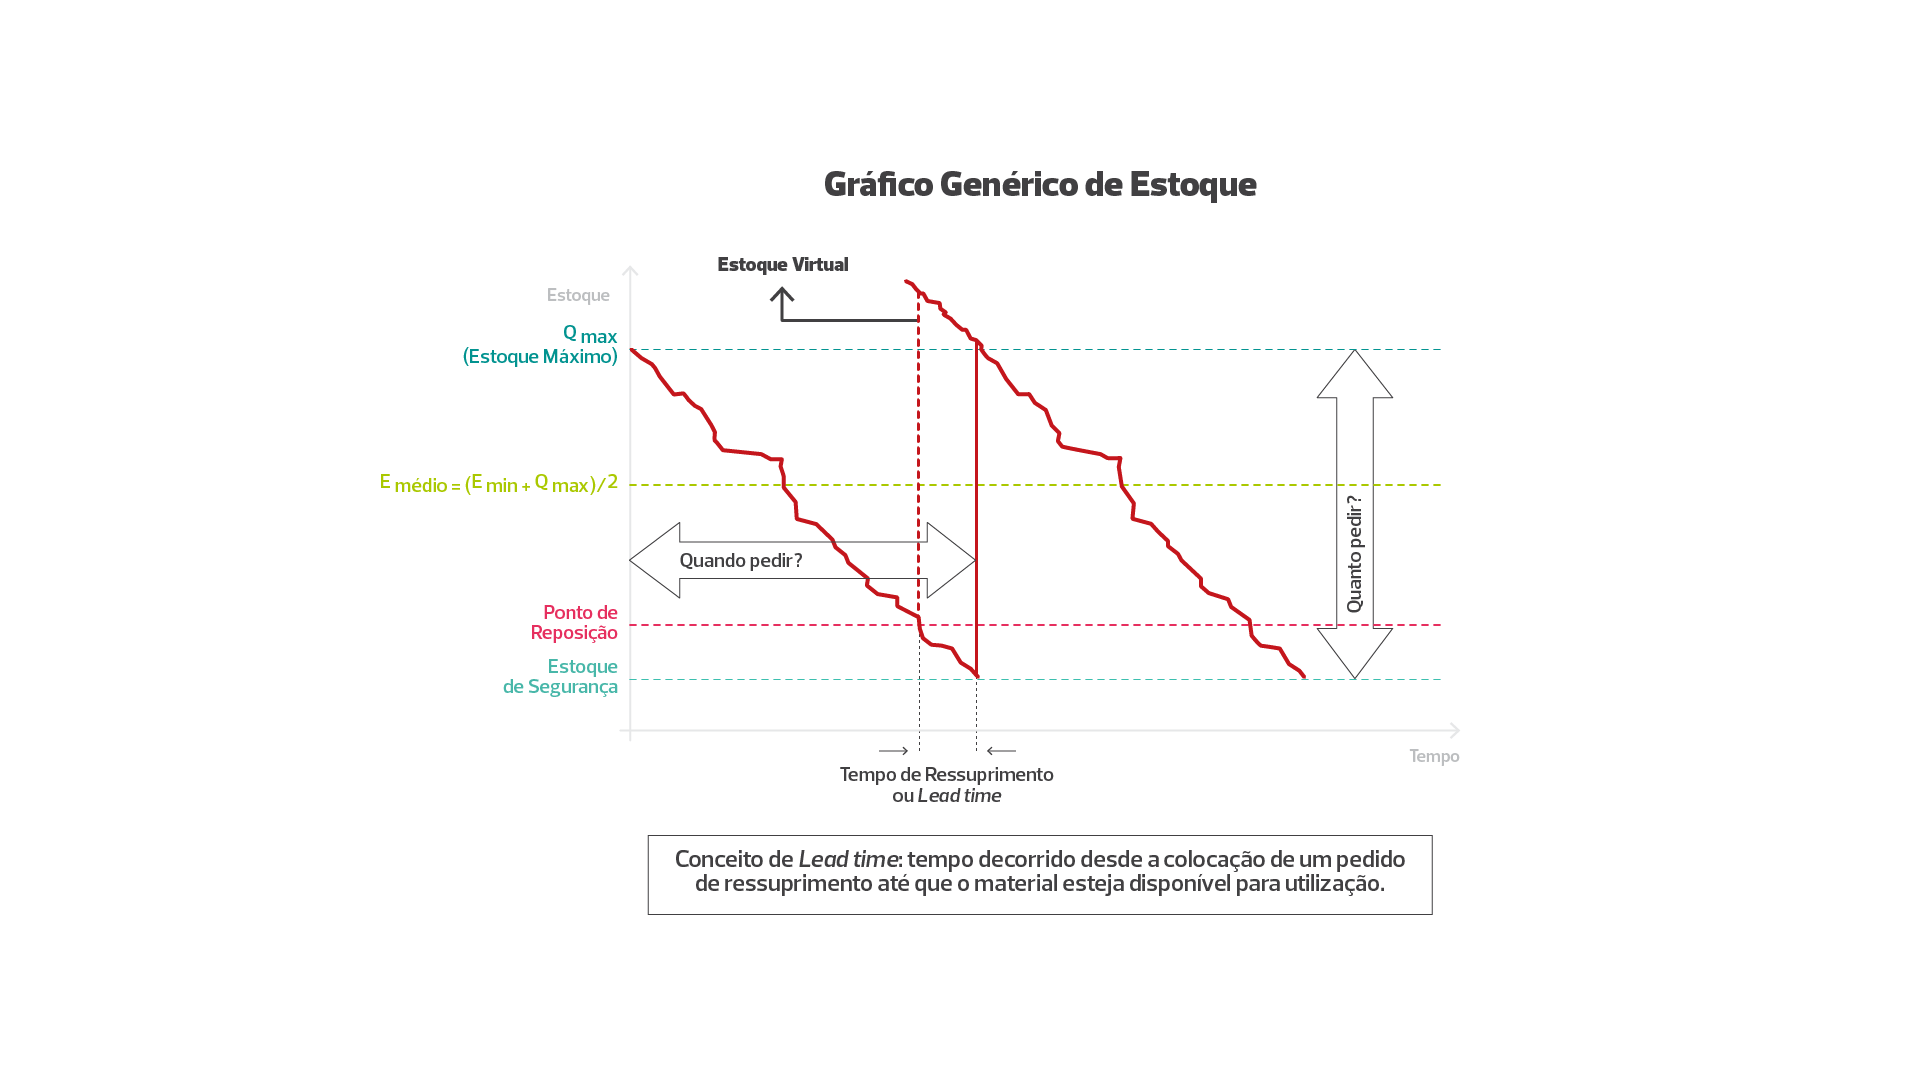 Gráfico Genérico de Estoque
Estoque Virtual
Estoque
Q max
(Estoque Máximo)
E médio = (E min + Q max)/2
Quando pedir?
Quanto pedir?
Ponto de
Reposição
Estoque
de Segurança
Tempo
Tempo de Ressuprimento
ou Lead time
Conceito de Lead time: tempo decorrido desde a colocação de um pedido
de ressuprimento até que o material esteja disponível para utilização.